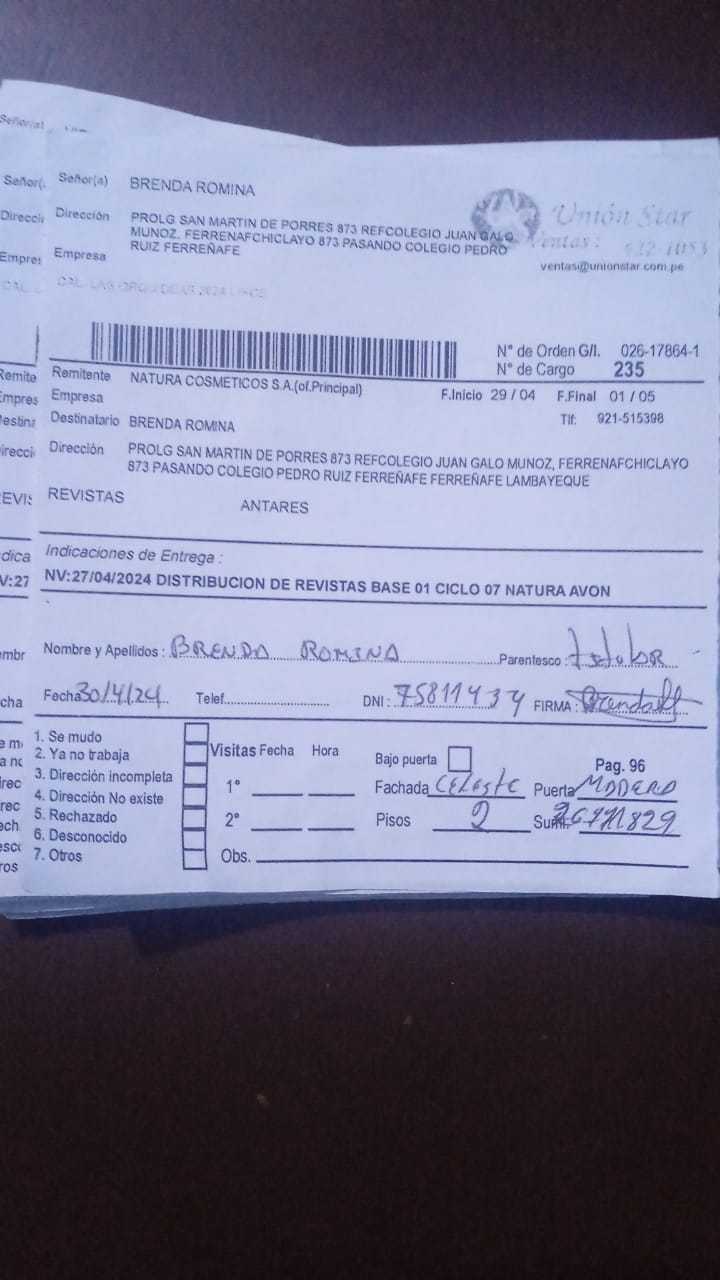 Señor(a) BRENDA ROMINA
Dirección PROLG SAN MARTIN DE PORRES 873 REFCOLEGIO JUAN GALO
MUNOZ, FERRENAFCHICLAYO 873 PASANDO COLEGIO PEDRO
RUIZ FERREÑAFE
Empresa
Unión Star
Ventas:
ventas@unionstar.com.pe
N° de Orden G/I. 026-17864-1
N° de Cargo 235
Remitente NATURA COSMETICOS S.A.(of.Principal)
F.Inicio 29 / 04 F.Final 01 / 05
Empresa
Tlf: 921-515398
Destinatario BRENDA ROMINA
Dirección PROLG SAN MARTIN DE PORRES 873 REFCOLEGIO JUAN GALO MUNOZ, FERRENAFCHICLAYO
873 PASANDO COLEGIO PEDRO RUIZ FERREÑAFE FERREÑAFE LAMBAYEQUE
REVISTAS ANTARES
Indicaciones de Entrega :
NV:27/04/2024 DISTRIBUCION DE REVISTAS BASE 01 CICLO 07 NATURA AVON
Nombre y Apellidos : BRENDA ROMINA Parentesco :
Fecha 30/4/24 Telef. DNI : 75811434 FIRMA :
1. Se mudo
2. Ya no trabaja
3. Dirección incompleta
4. Dirección No existe
5. Rechazado
6. Desconocido
7. Otros
Visitas Fecha Hora
1°
2°
Obs.
Bajo puerta
Pag. 96
Fachada CELESTE Puerta MADERA
Pisos 2 Sumi.